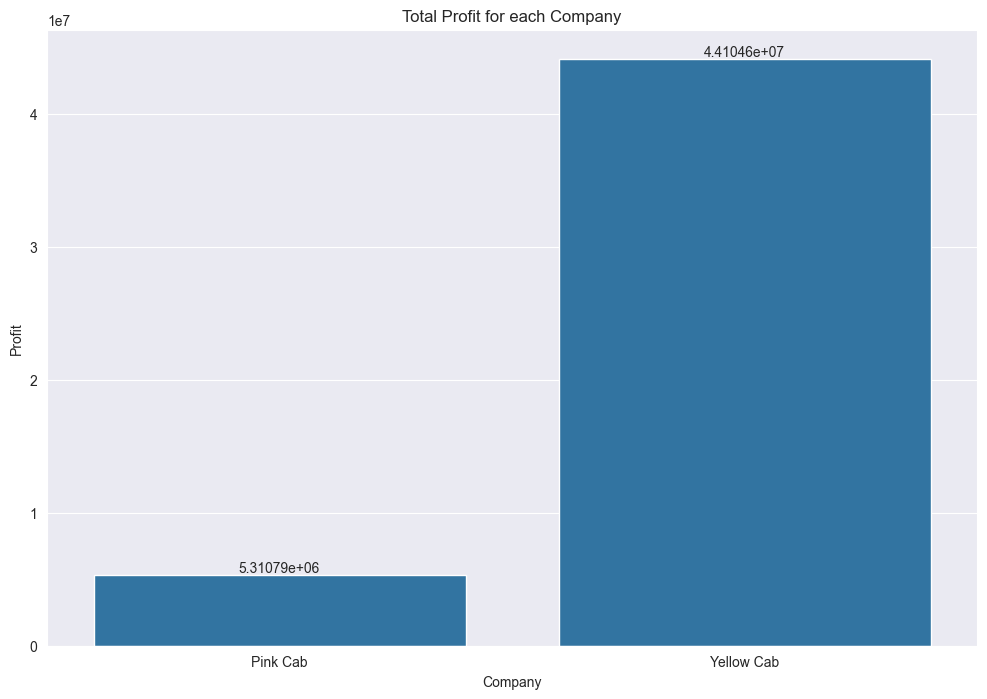 Total Profit for each Company
1e7
4.41046e+07
4
3
2
1
0
5.31079e+06
Profit
Pink Cab
Yellow Cab
Company